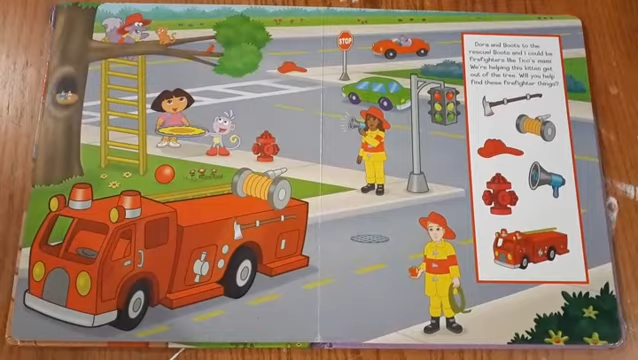 STOP
Dora and Boots to the
rescue! Boots and I could be
firefighters like Tico's mami!
We're helping this kitten get
out of the tree. Will you help
find these firefighter things?